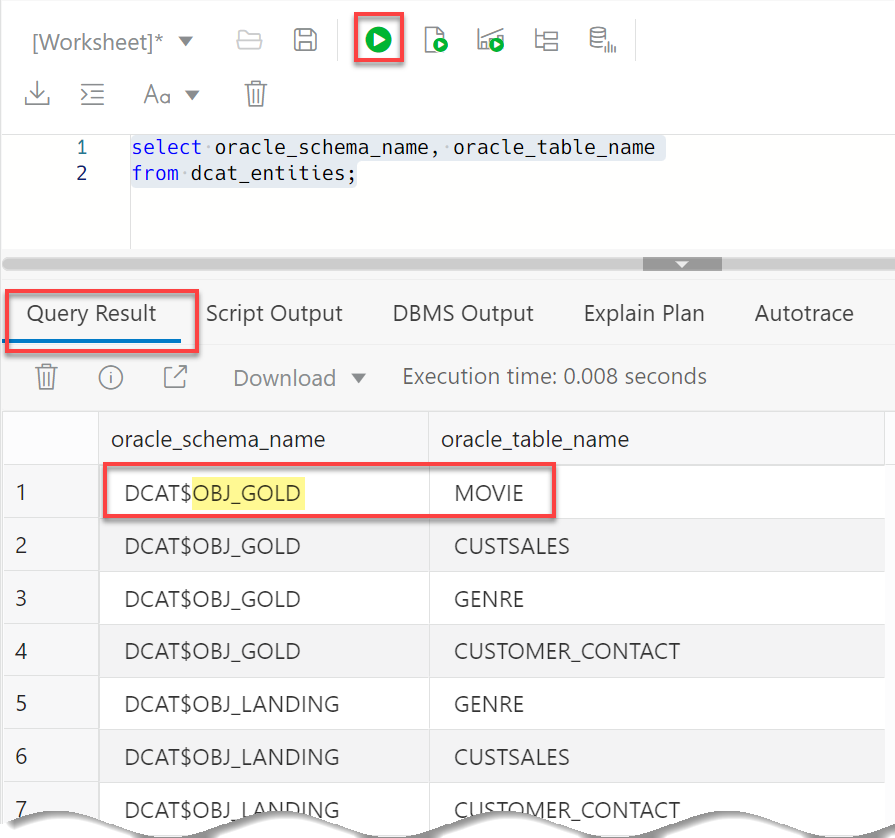 [Worksheet]*
Aa
1 select oracle_schema_name, oracle_table_name
2 from dcat_entities;
Query Result Script Output DBMS Output Explain Plan Autotrace
Download Execution time: 0.008 seconds
oracle_schema_name oracle_table_name
1 DCAT$OBJ_GOLD MOVIE
2 DCAT$OBJ_GOLD CUSTSALES
3 DCAT$OBJ_GOLD GENRE
4 DCAT$OBJ_GOLD CUSTOMER_CONTACT
5 DCAT$OBJ_LANDING GENRE
6 DCAT$OBJ_LANDING CUSTSALES
7 DCAT$OBJ_LANDING CUSTOMER_CONTACT